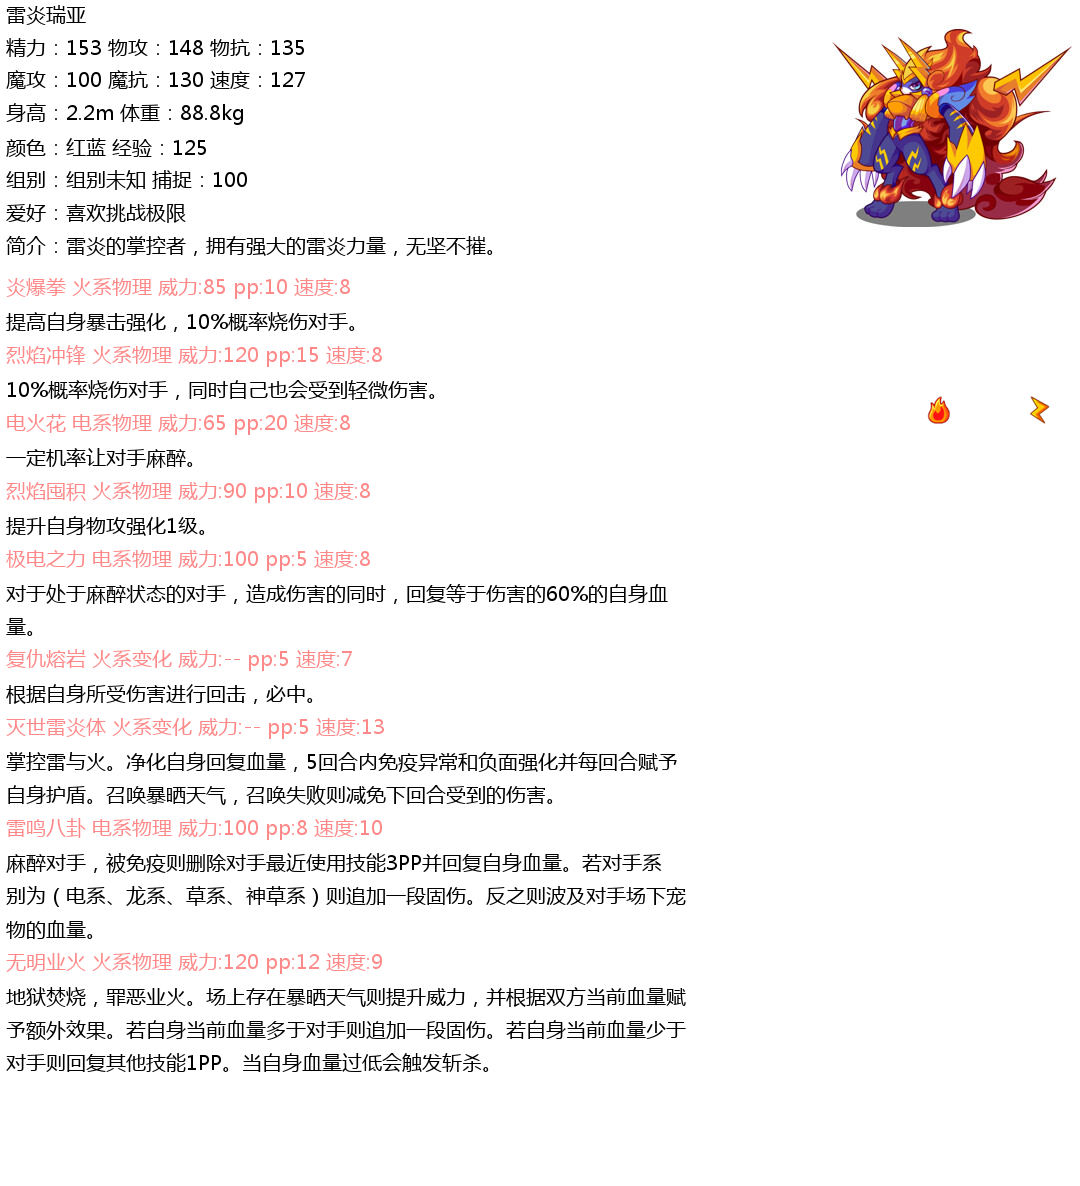 雷炎瑞亚
精力：153 物攻：148 物抗：135
魔攻：100 魔抗：130 速度：127
身高：2.2m 体重：88.8kg
颜色：红蓝 经验：125
组别：组别未知 捕捉：100
爱好：喜欢挑战极限
简介：雷炎的掌控者，拥有强大的雷炎力量，无坚不摧。
炎爆拳 火系物理 威力:85 pp:10 速度:8
提高自身暴击强化，10%概率烧伤对手。
烈焰冲锋 火系物理 威力:120 pp:15 速度:8
10%概率烧伤对手，同时自己也会受到轻微伤害。
电火花 电系物理 威力:65 pp:20 速度:8
一定机率让对手麻醉。
烈焰囤积 火系物理 威力:90 pp:10 速度:8
提升自身物攻强化1级。
极电之力 电系物理 威力:100 pp:5 速度:8
对于处于麻醉状态的对手，造成伤害的同时，回复等于伤害的60%的自身血
量。
复仇熔岩 火系变化 威力:-- pp:5 速度:7
根据自身所受伤害进行回击，必中。
灭世雷炎体 火系变化 威力:-- pp:5 速度:13
掌控雷与火。净化自身回复血量，5回合内免疫异常和负面强化并每回合赋予
自身护盾。召唤暴晒天气，召唤失败则减免下回合受到的伤害。
雷鸣八卦 电系物理 威力:100 pp:8 速度:10
麻醉对手，被免疫则删除对手最近使用技能3PP并回复自身血量。若对手系
别为（电系、龙系、草系、神草系）则追加一段固伤。反之则波及对手场下宠
物的血量。
无明业火 火系物理 威力:120 pp:12 速度:9
地狱焚烧，罪恶业火。场上存在暴晒天气则提升威力，并根据双方当前血量赋
予额外效果。若自身当前血量多于对手则追加一段固伤。若自身当前血量少于
对手则回复其他技能1PP。当自身血量过低会触发斩杀。